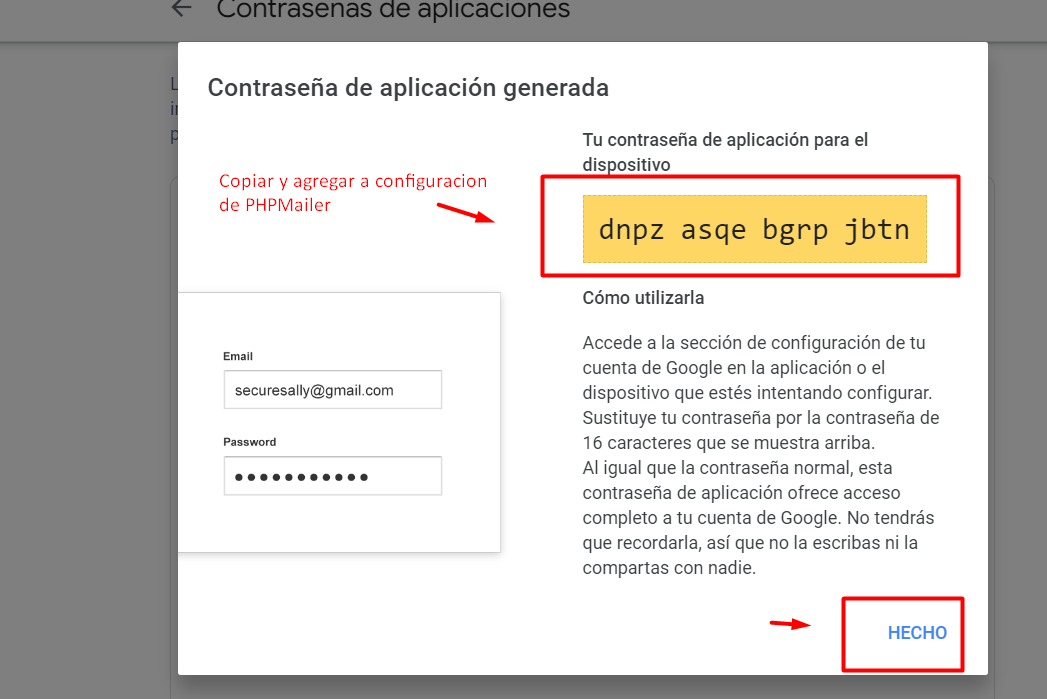 Contraseñas de aplicaciones
Contraseña de aplicación generada
Tu contraseña de aplicación para el
dispositivo
Copiar y agregar a configuracion
de PHPMailer
dnpz asqe bgrp jbtn
Cómo utilizarla
Email
securesally@gmail.com
Password
Accede a la sección de configuración de tu
cuenta de Google en la aplicación o el
dispositivo que estés intentando configurar.
Sustituye tu contraseña por la contraseña de
16 caracteres que se muestra arriba.
Al igual que la contraseña normal, esta
contraseña de aplicación ofrece acceso
completo a tu cuenta de Google. No tendrás
que recordarla, así que no la escribas ni la
compartas con nadie.
HECHO